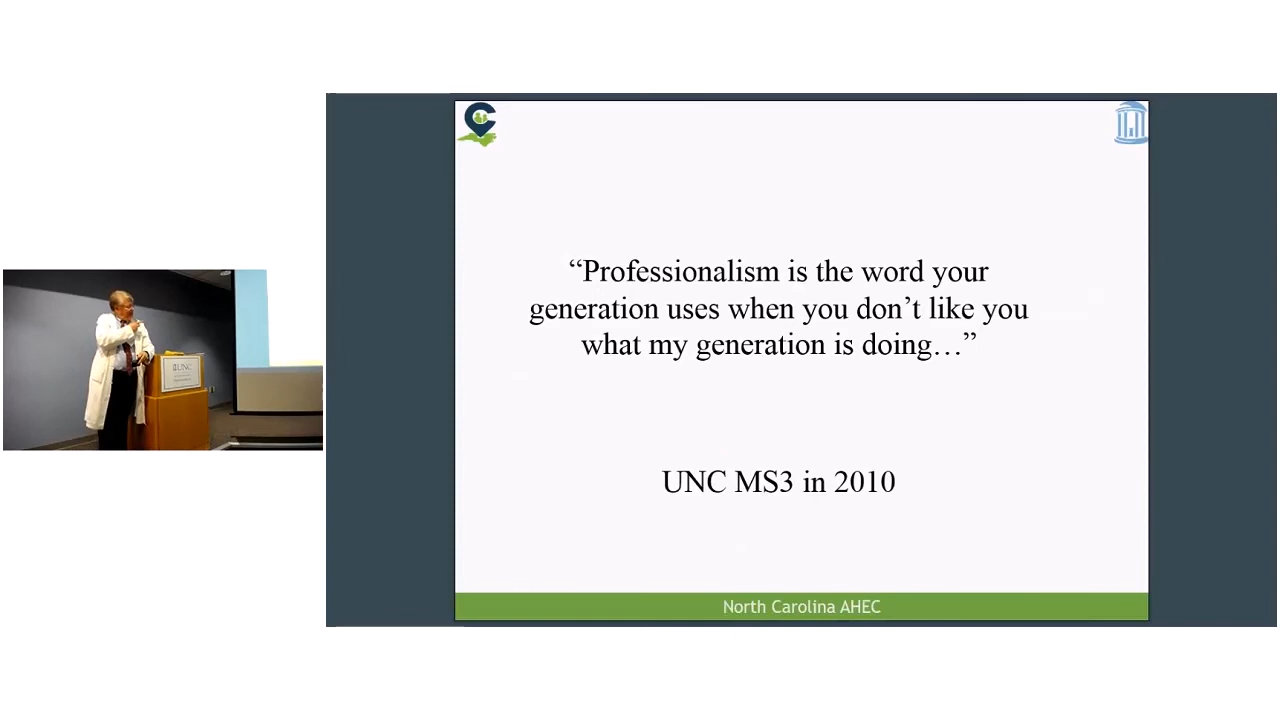 “Professionalism is the word your
generation uses when you don’t like you
what my generation is doing…”
UNC MS3 in 2010
North Carolina AHEC
UNC